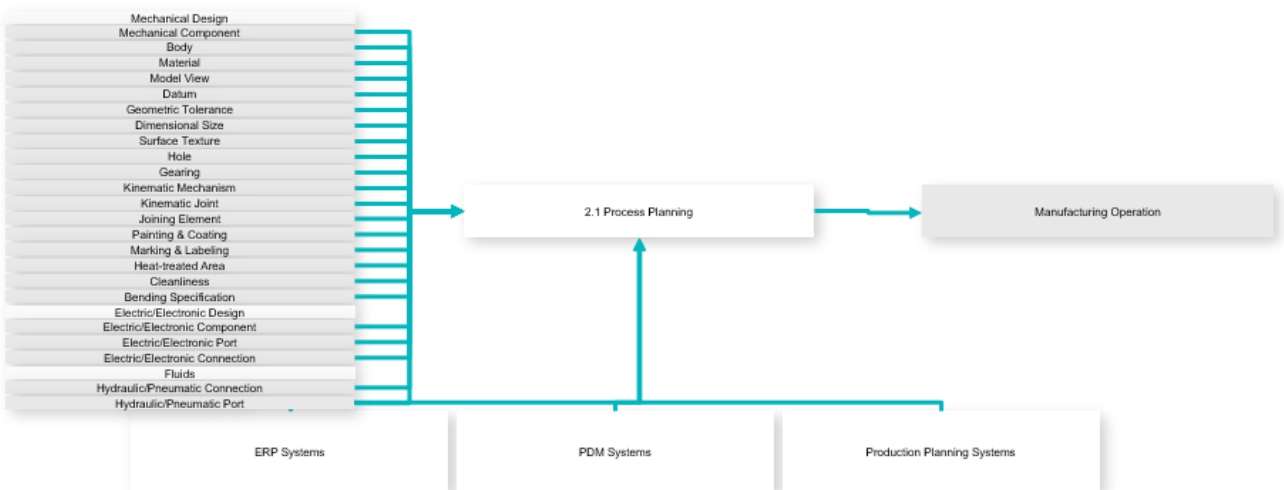 Mechanical Design
Mechanical Component
Body
Material
Model View
Datum
Geometric Tolerance
Dimensional Size
Surface Texture
Hole
Gearing
Kinematic Mechanism
Kinematic Joint
Joining Element
Painting & Coating
Marking & Labeling
Heat-treated Area
Cleanliness
Bending Specification
Electric/Electronic Design
Electric/Electronic Component
Electric/Electronic Port
Electric/Electronic Connection
Fluids
Hydraulic/Pneumatic Connection
Hydraulic/Pneumatic Port
2.1 Process Planning
Manufacturing Operation
ERP Systems
PDM Systems
Production Planning Systems